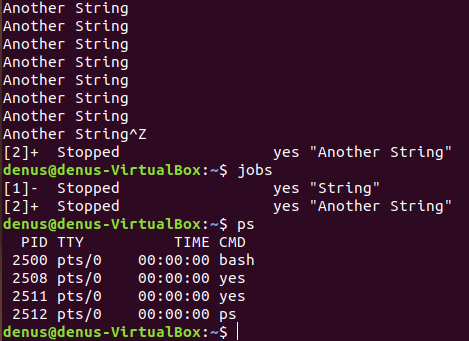 Another String
Another String
Another String
Another String
Another String
Another String
Another String
Another String^Z
[2]+  Stopped                 yes "Another String"
denus@denus-VirtualBox:~$ jobs
[1]-  Stopped                 yes "String"
[2]+  Stopped                 yes "Another String"
denus@denus-VirtualBox:~$ ps
  PID TTY          TIME CMD
 2500 pts/0    00:00:00 bash
 2508 pts/0    00:00:00 yes
 2511 pts/0    00:00:00 yes
 2512 pts/0    00:00:00 ps
denus@denus-VirtualBox:~$